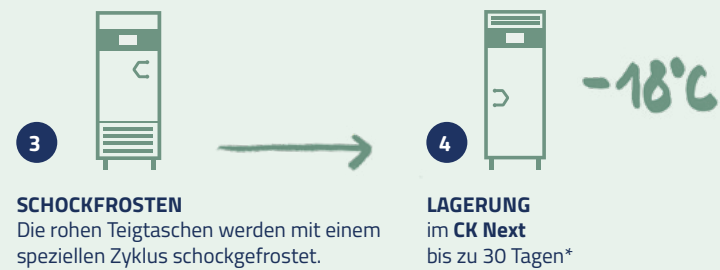 -18°C
3
4
SCHOCKFROSTEN
Die rohen Teigtaschen werden mit einem
speziellen Zyklus schockgefrostet.
LAGERUNG
im CK Next
bis zu 30 Tagen*